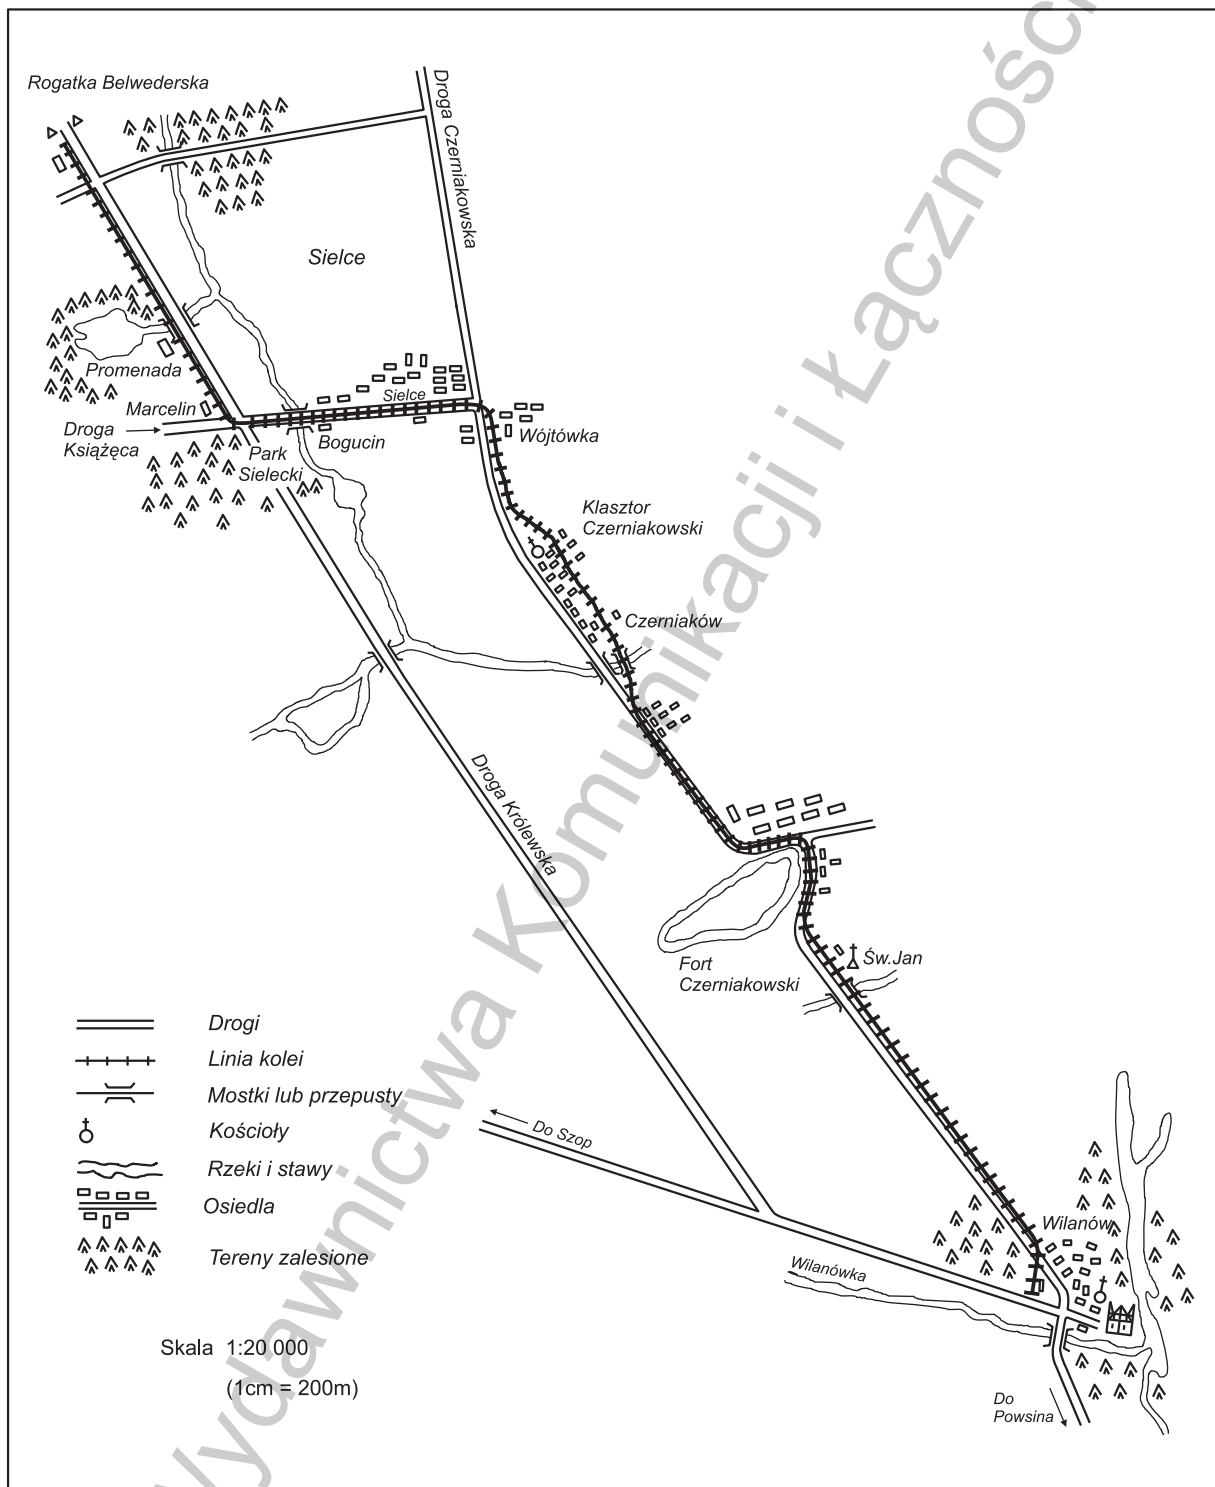 Rogatka Belwederska
Droga Czerniakowska
Sielce
Promenada
Marcelin
Droga
Książęca
Sielce
Bogucin
Park
Sielecki
Wójtówka
Klasztor
Czerniakowski
Czerniaków
Droga Królewska
Fort
Czerniakowski
Św.Jan
Do Szop
Wilanów
Wilanówka
Do
Powsina
Drogi
Linia kolei
Mostki lub przepusty
Kościoły
Rzeki i stawy
Osiedla
Tereny zalesione
Skala 1:20 000
(1cm = 200m)
Wydawnictwa Komunikacji i Łączności